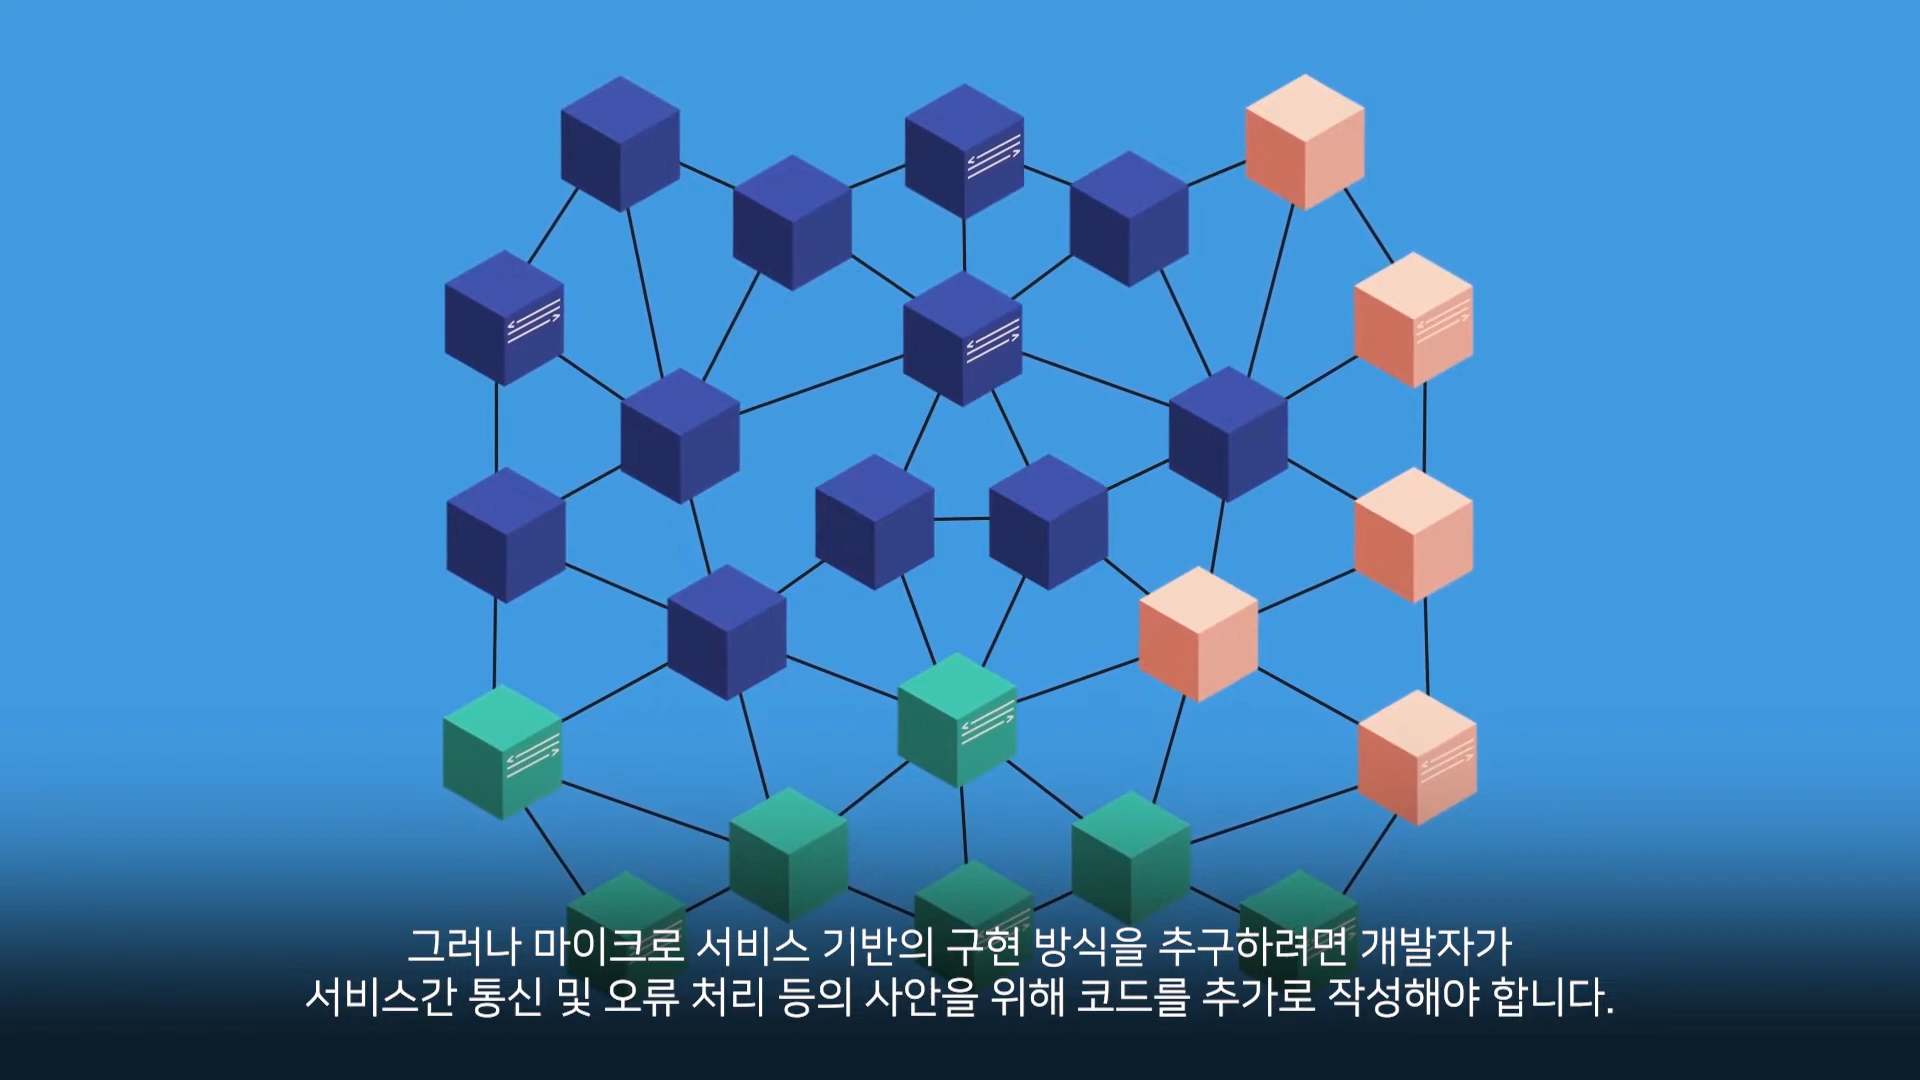 그러나 마이크로 서비스 기반의 구현 방식을 추구하려면 개발자가
서비스간 통신 및 오류 처리 등의 사안을 위해 코드를 추가로 작성해야 합니다.